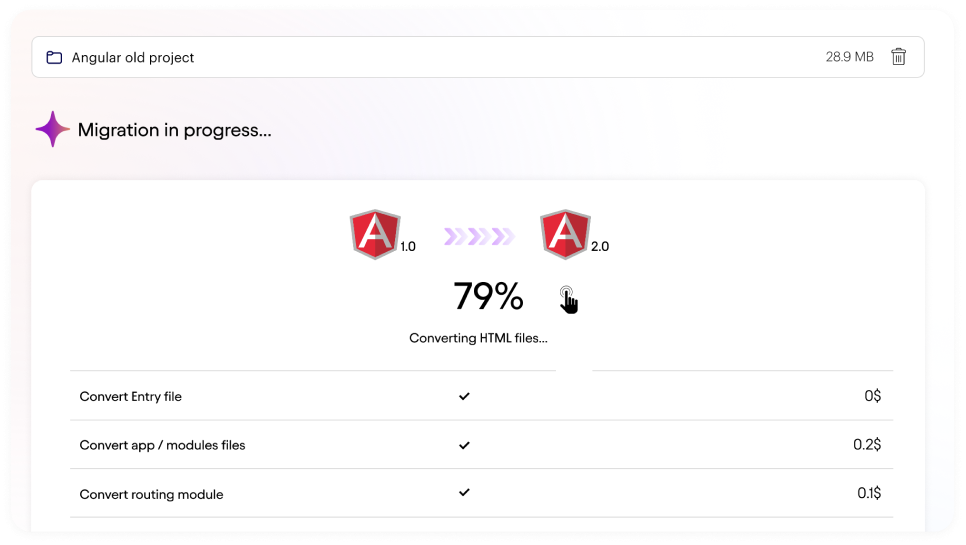 Angular old project 28.9 MB
Migration in progress...
A 1.0 A 2.0
79%
Converting HTML files...
Convert Entry file 0$
Convert app / modules files 0.2$
Convert routing module 0.1$